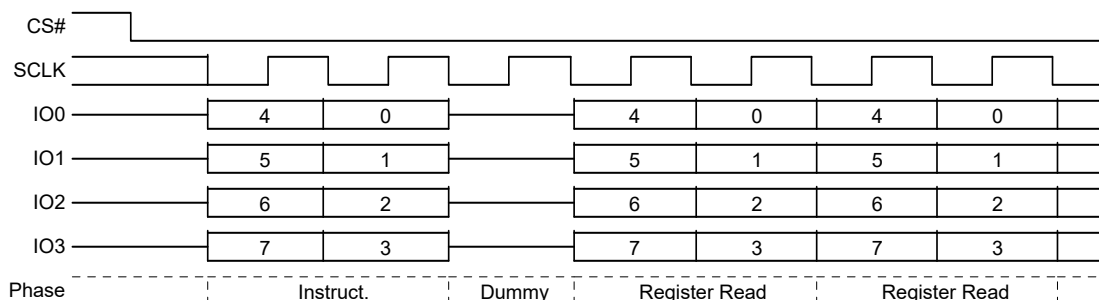 CS#
SCLK
IO0 4 0 4 0 4 0
IO1 5 1 5 1 5 1
IO2 6 2 6 2 6 2
IO3 7 3 7 3 7 3
Phase Instruct. Dummy Register Read Register Read